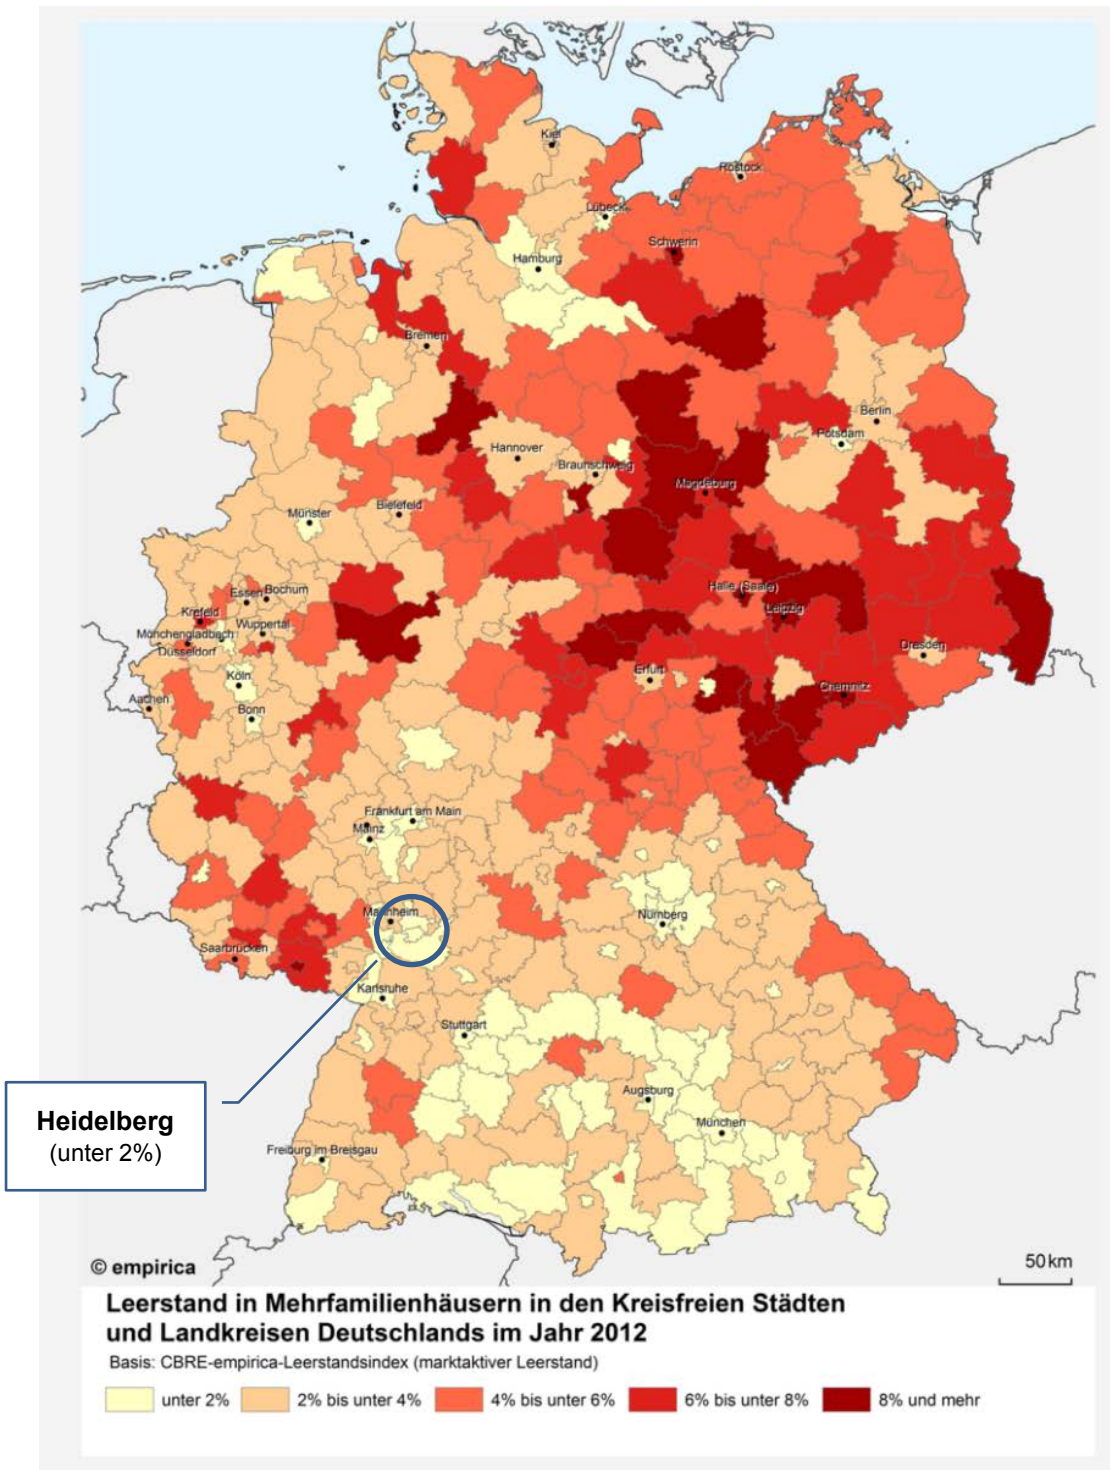 Kiel
Rostock
Lübeck
Schwerin
Hamburg
Bremen
Berlin
Potsdam
Hannover
Braunschweig
Magdeburg
Bielefeld
Münster
Essen
Bochum
Halle (Saale)
Krefeld
Leipzig
Wuppertal
Mönchengladbach
Düsseldorf
Dresden
Köln
Erfurt
Chemnitz
Aachen
Bonn
Frankfurt am Main
Mainz
Mannheim
Nürnberg
Saarbrücken
Karlsruhe
Stuttgart
Augsburg
München
Freiburg im Breisgau
Heidelberg
(unter 2%)
© empirica
50 km
Leerstand in Mehrfamilienhäusern in den Kreisfreien Städten
und Landkreisen Deutschlands im Jahr 2012
Basis: CBRE-empirica-Leerstandsindex (marktaktiver Leerstand)
unter 2% 2% bis unter 4% 4% bis unter 6% 6% bis unter 8% 8% und mehr